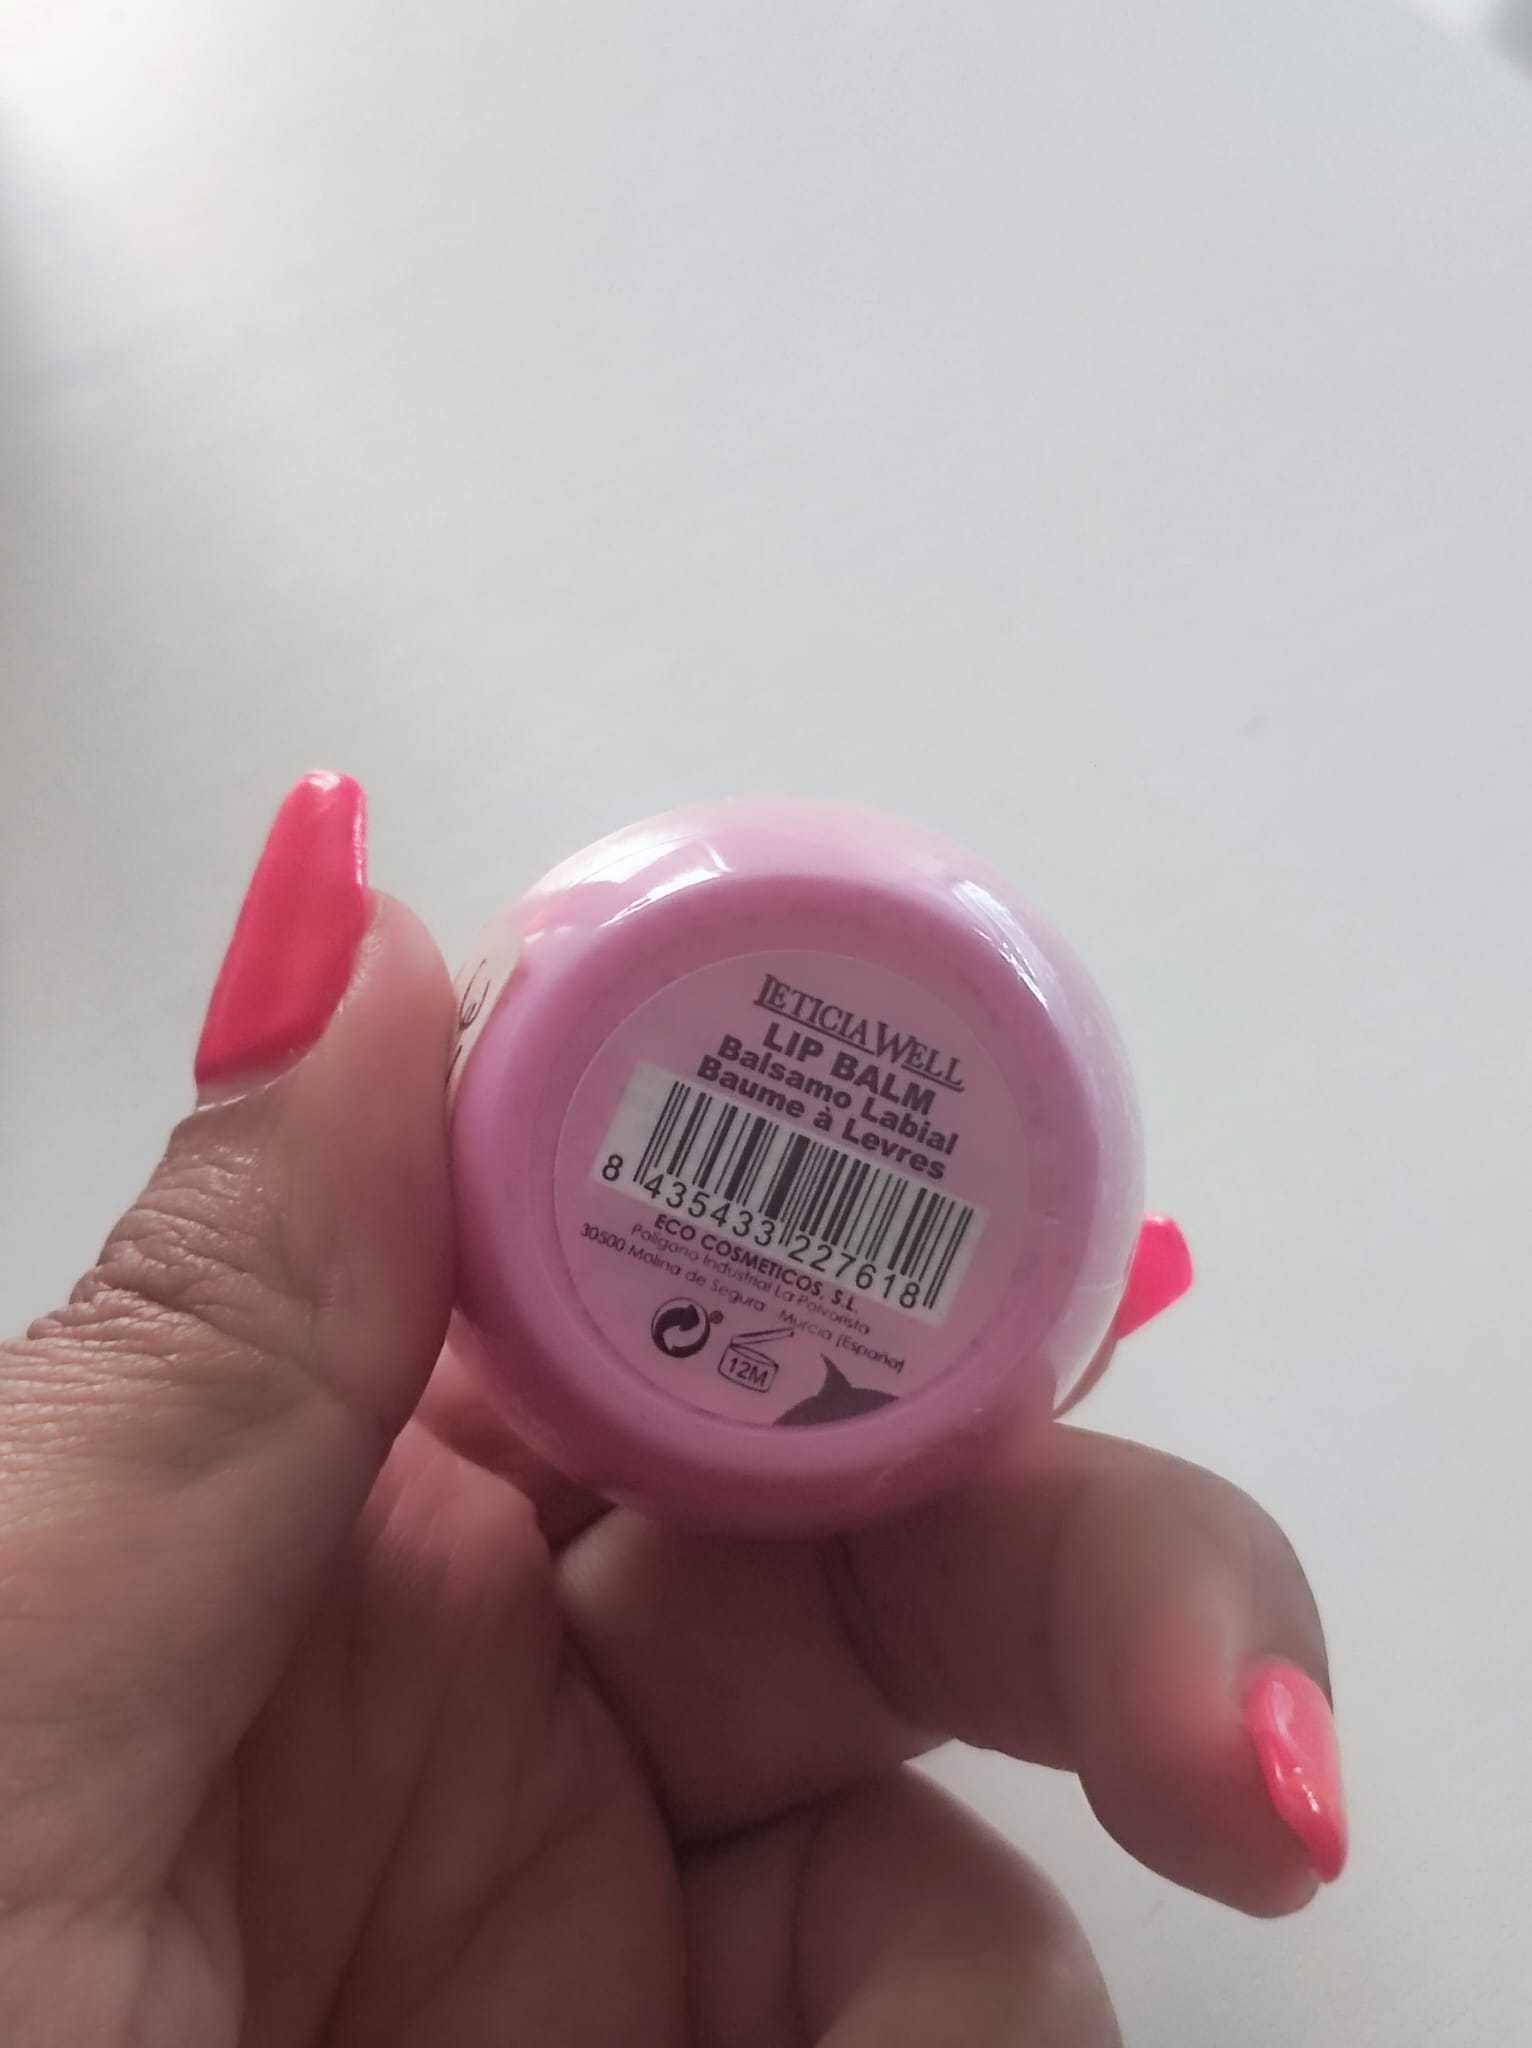 LETICIA WELL
LIP BALM
Balsamo Labial
Baume à Levres
8 435433 227618
ECO COSMETICOS, S.L.
Poligono Industrial La Polvorista
30500 Molina de Segura Murcia (España)
12M